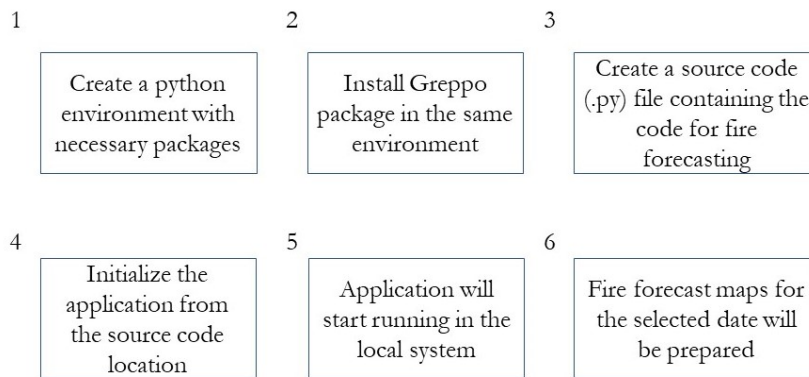 1
Create a python
environment with
necessary packages
2
Install Greppo
package in the same
environment
3
Create a source code
(.py) file containing the
code for fire
forecasting
4
Initialize the
application from
the source code
location
5
Application will
start running in the
local system
6
Fire forecast maps for
the selected date will
be prepared